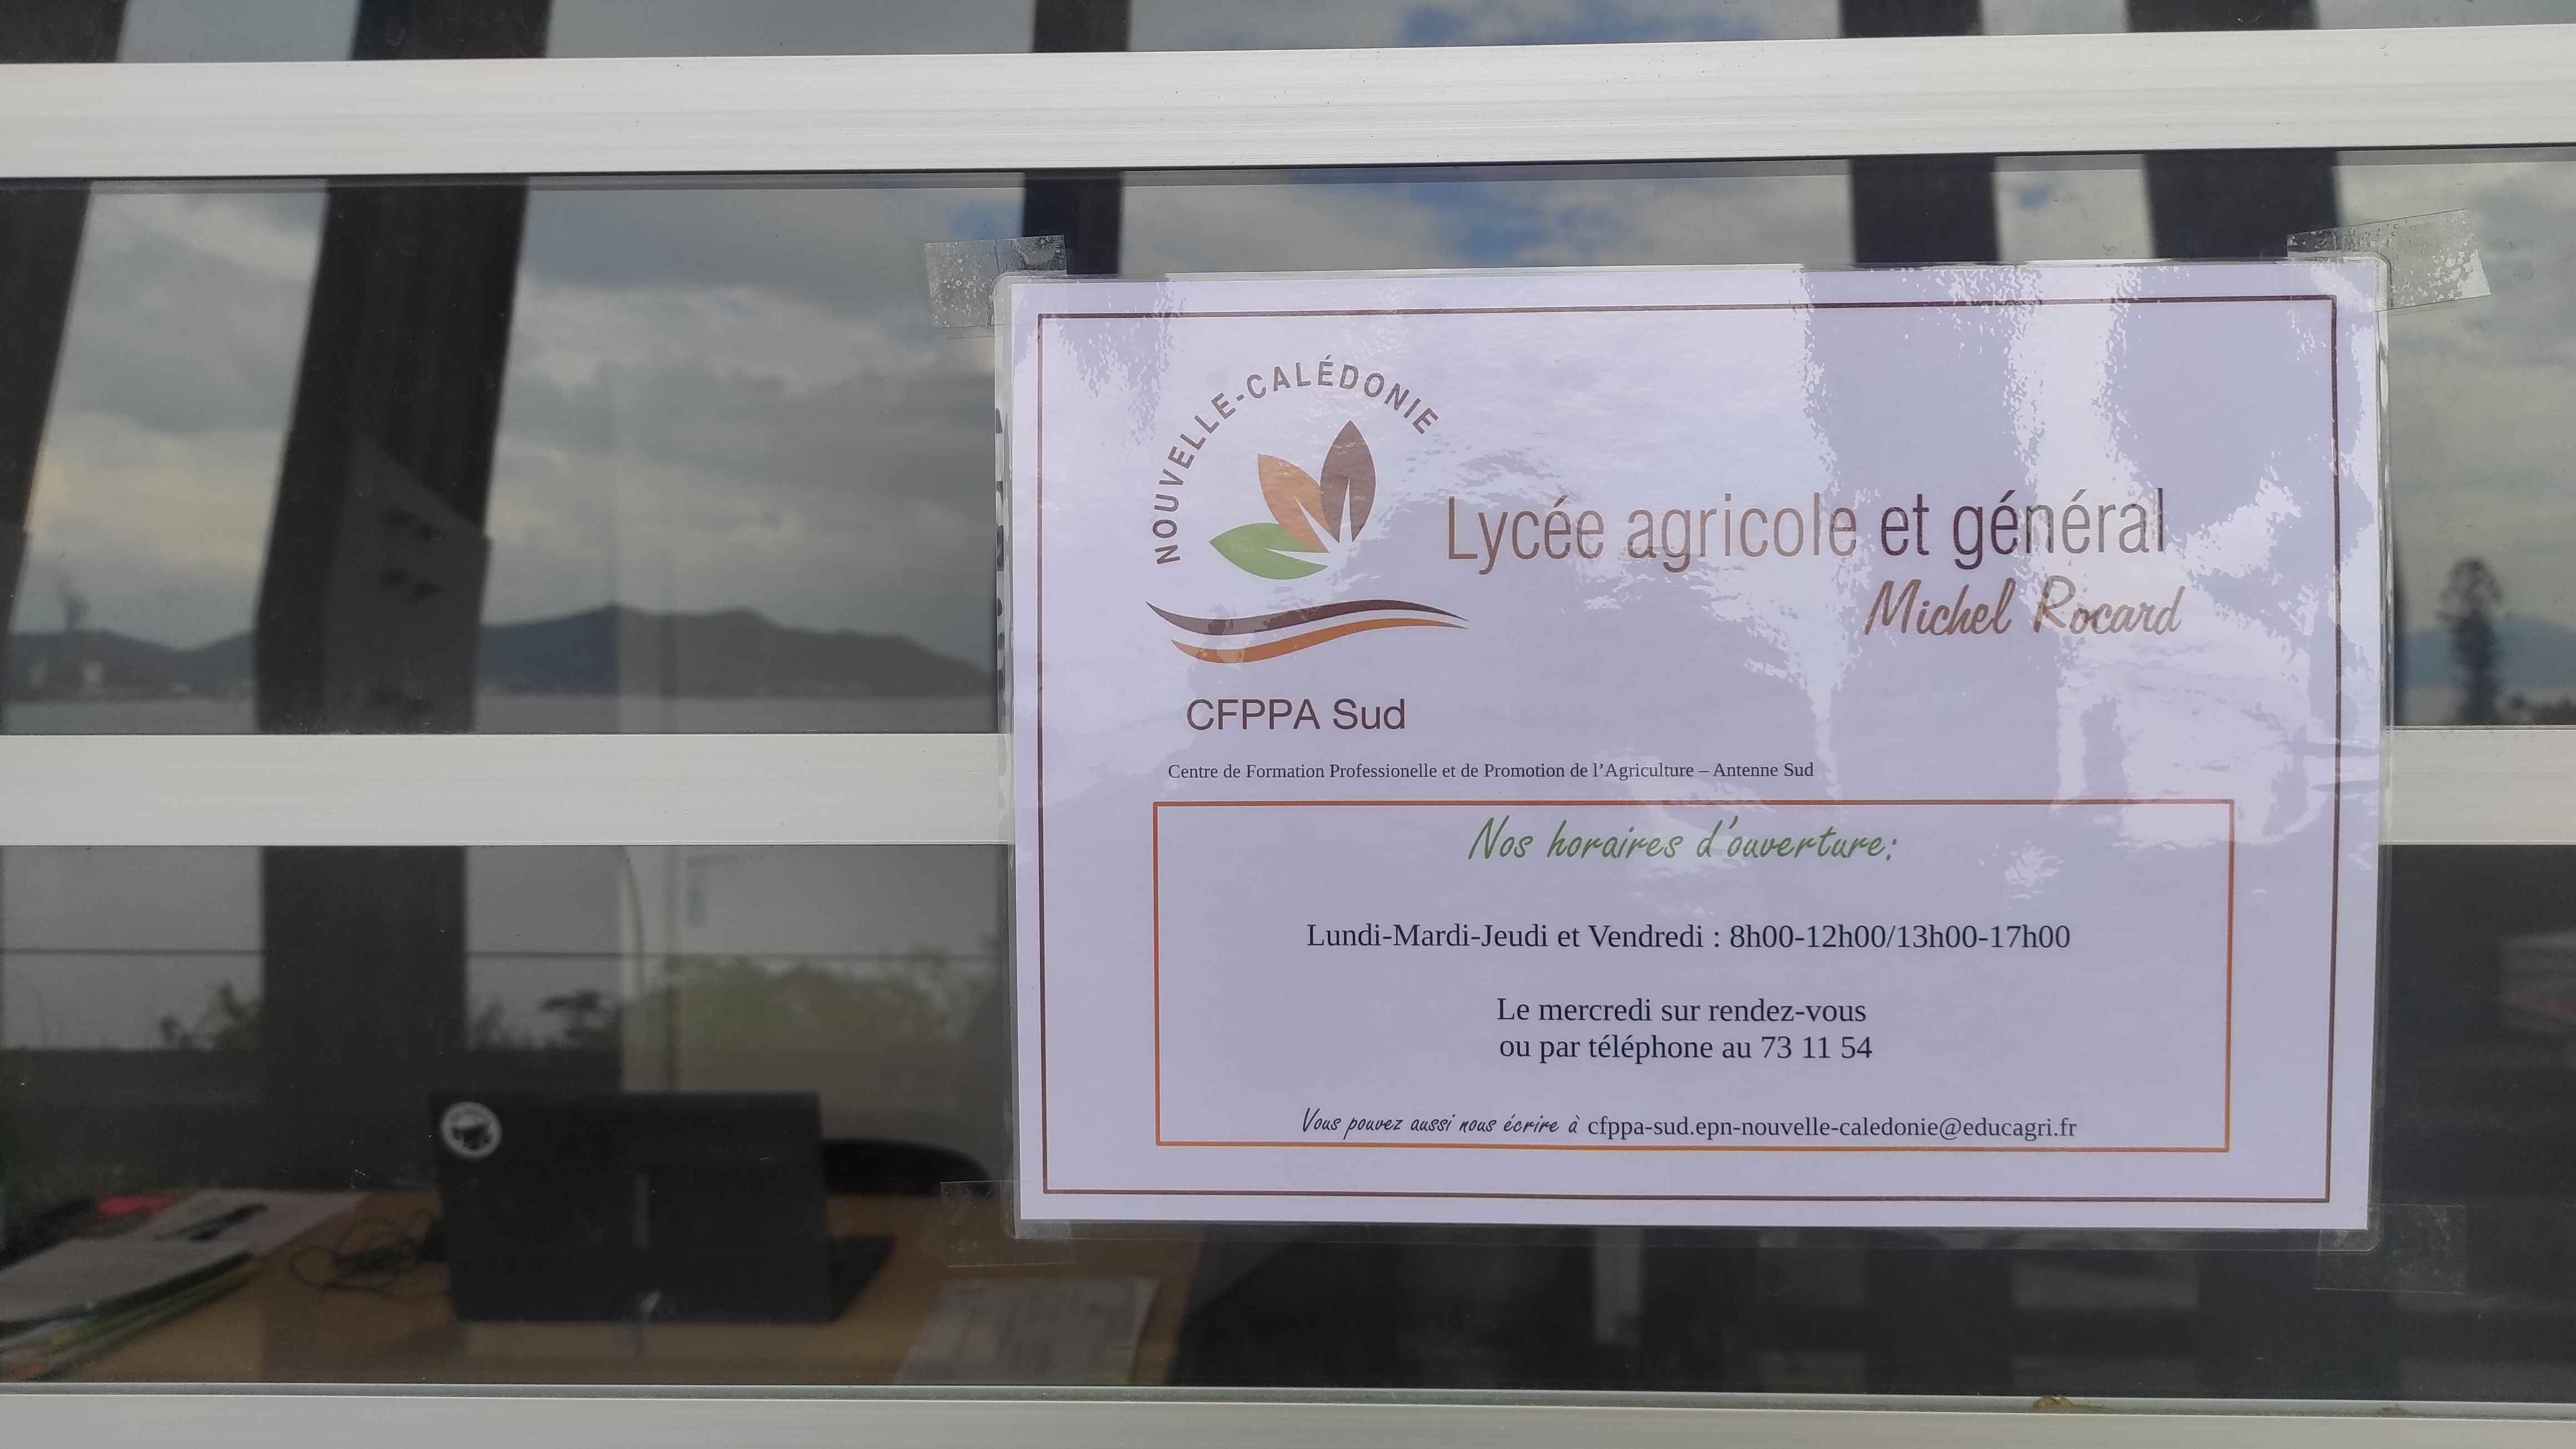 NOUVELLE-CALÉDONIE
Lycée agricole et général
Michel Rocard
CFPPA Sud
Centre de Formation Professionelle et de Promotion de l’Agriculture – Antenne Sud
Nos horaires d'ouverture:
Lundi-Mardi-Jeudi et Vendredi : 8h00-12h00/13h00-17h00
Le mercredi sur rendez-vous
ou par téléphone au 73 11 54
Vous pouvez aussi nous écrire à cfppa-sud.epn-nouvelle-caledonie@educagri.fr